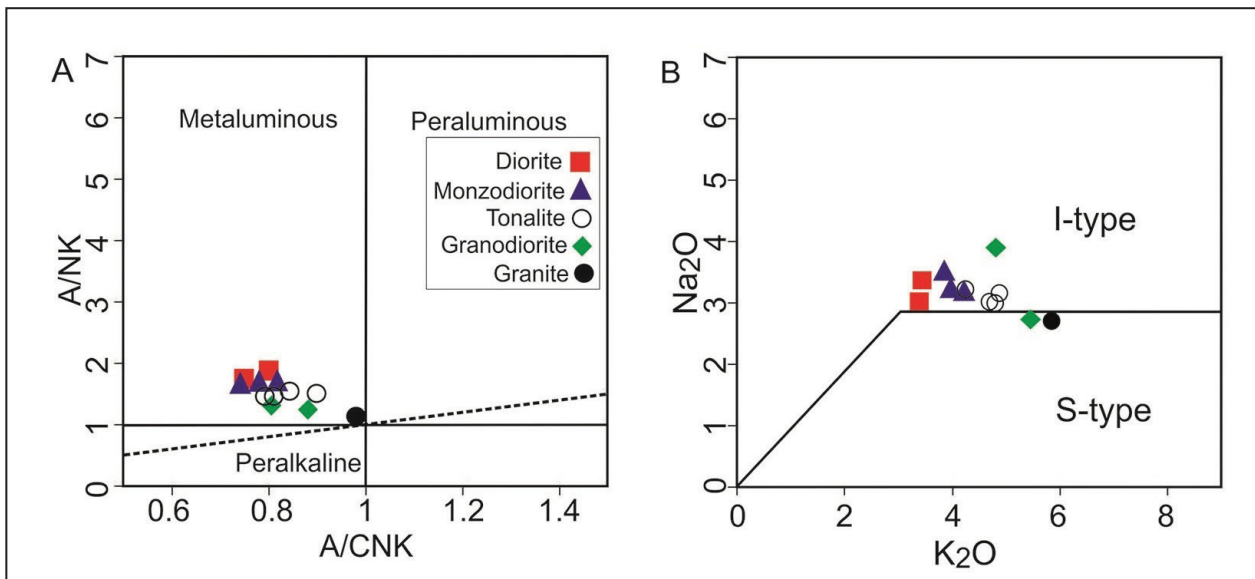 A
7
6
5
4
3
2
1
0
A/NK
Metaluminous
Peraluminous
Diorite
Monzodiorite
Tonalite
Granodiorite
Granite
Peralkaline
0.6 0.8 1 1.2 1.4
A/CNK
B
7
6
5
4
3
2
1
0
Na2O
I-type
S-type
0 2 4 6 8
K2O